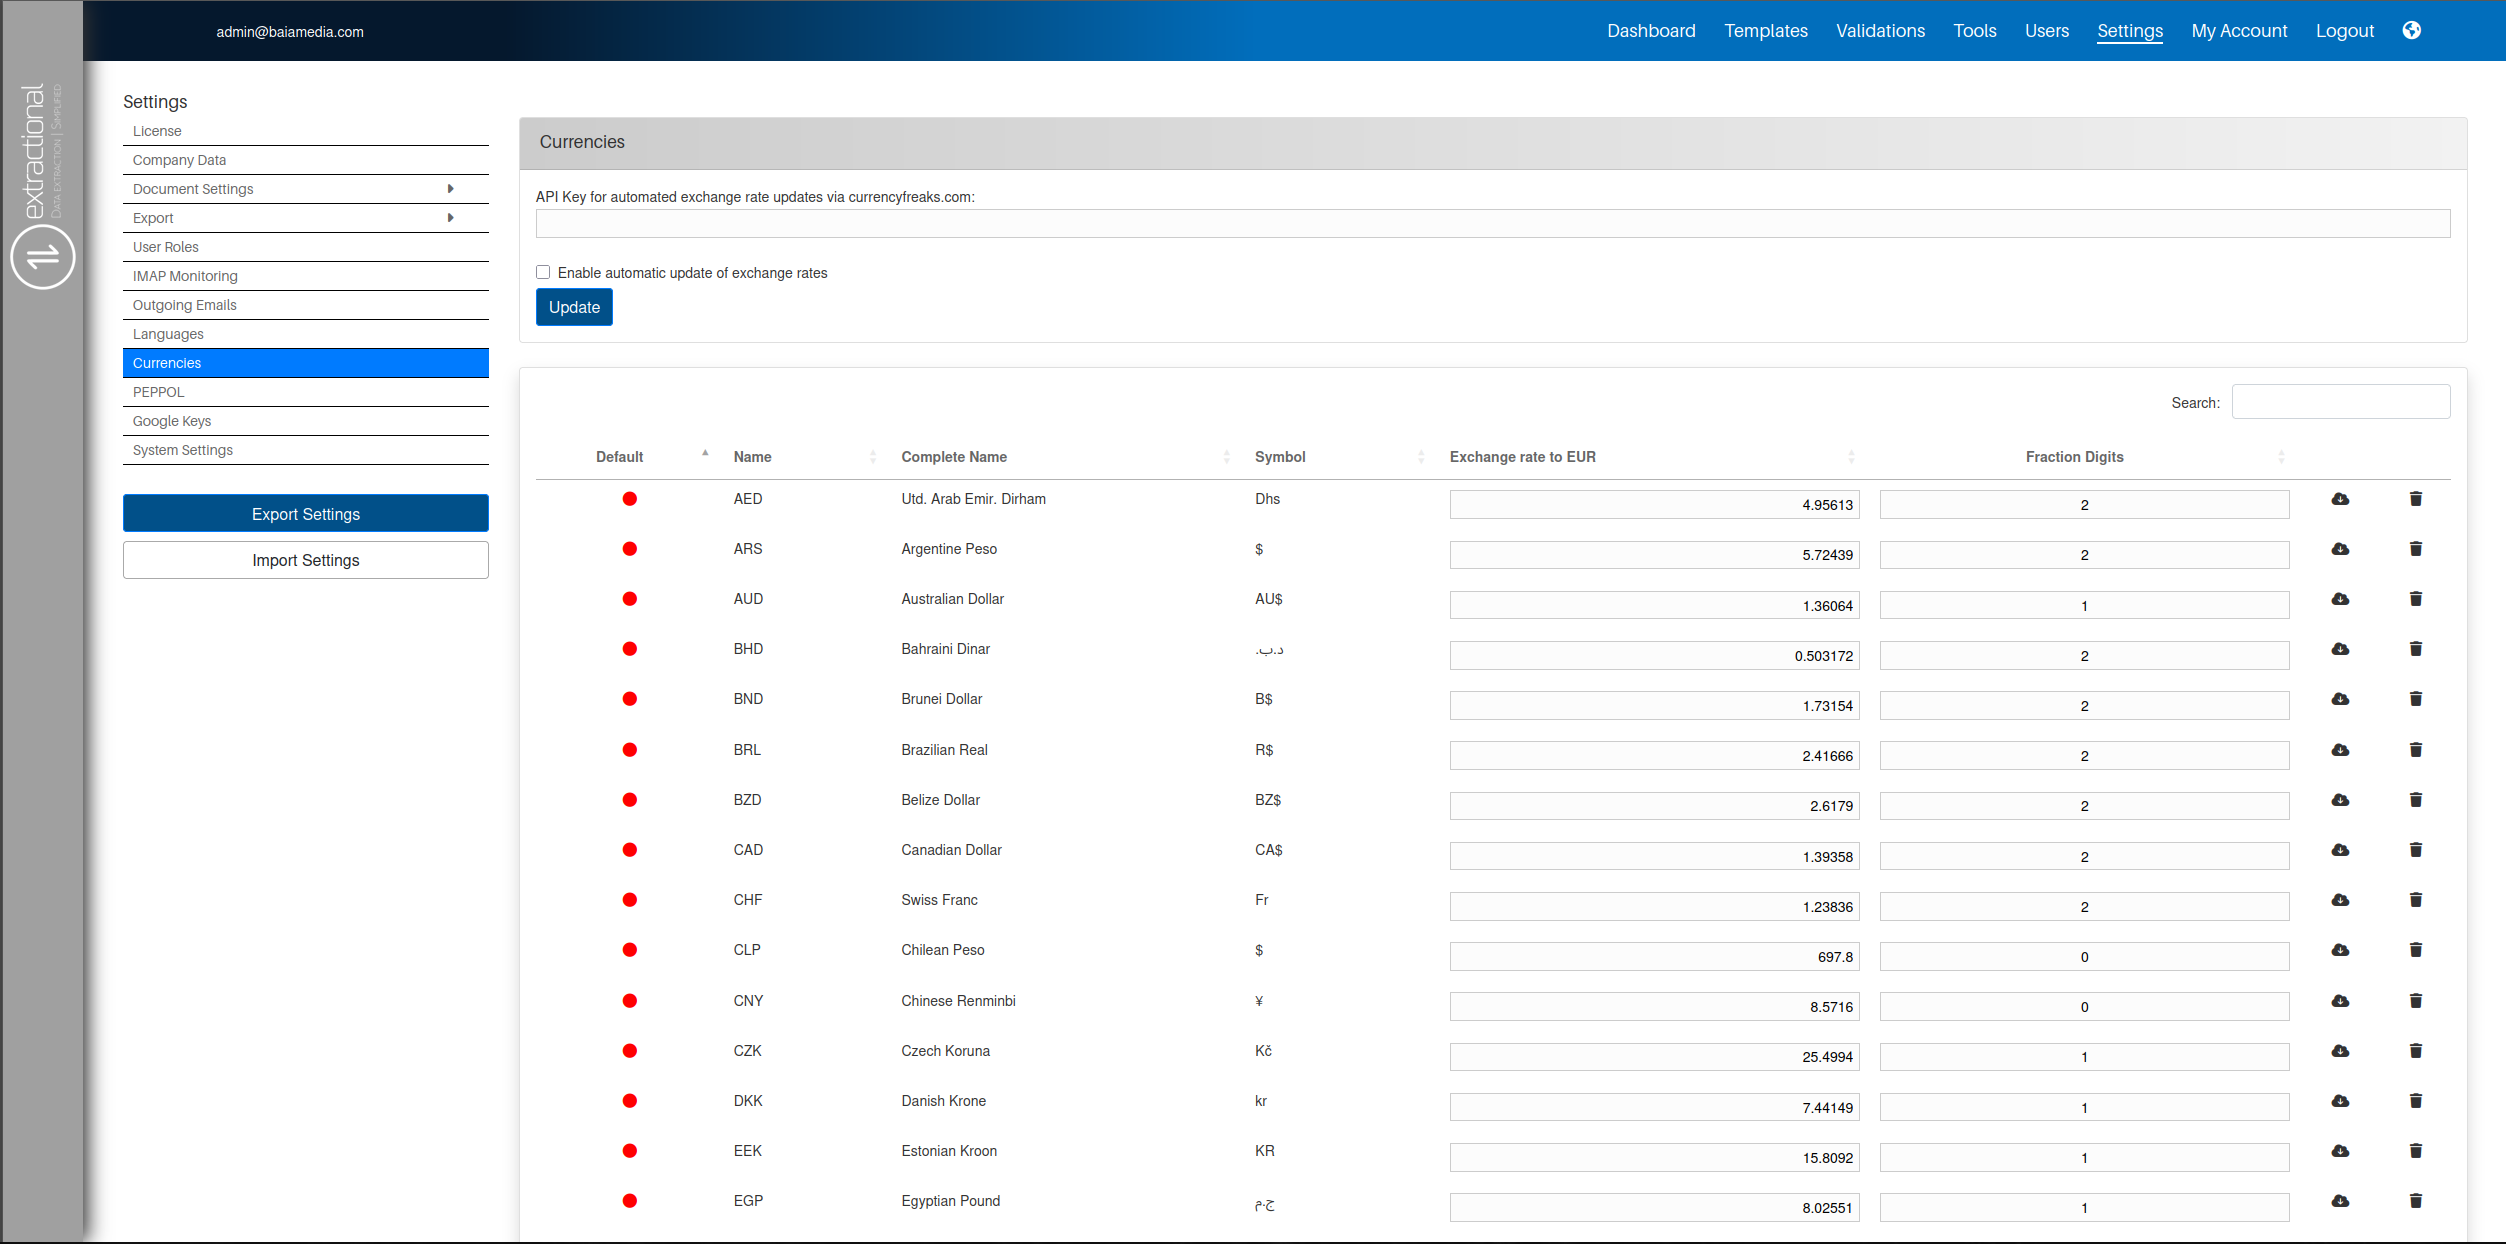 admin@baiamedia.com
Dashboard Templates Validations Tools Users Settings My Account Logout
extractional
Data extraction | Simplified
Settings
License
Company Data
Document Settings
Export
User Roles
IMAP Monitoring
Outgoing Emails
Languages
Currencies
PEPPOL
Google Keys
System Settings
Export Settings
Import Settings
Currencies
API Key for automated exchange rate updates via currencyfreaks.com:
Enable automatic update of exchange rates
Update
Search:
Default Name Complete Name Symbol Exchange rate to EUR Fraction Digits
AED Utd. Arab Emir. Dirham Dhs 4.95613 2
ARS Argentine Peso $ 5.72439 2
AUD Australian Dollar AU$ 1.36064 1
BHD Bahraini Dinar د.ب. 0.503172 2
BND Brunei Dollar B$ 1.73154 2
BRL Brazilian Real R$ 2.41666 2
BZD Belize Dollar BZ$ 2.6179 2
CAD Canadian Dollar CA$ 1.39358 2
CHF Swiss Franc Fr 1.23836 2
CLP Chilean Peso $ 697.8 0
CNY Chinese Renminbi ¥ 8.5716 0
CZK Czech Koruna Kč 25.4994 1
DKK Danish Krone kr 7.44149 1
EEK Estonian Kroon KR 15.8092 1
EGP Egyptian Pound ج.م 8.02551 1